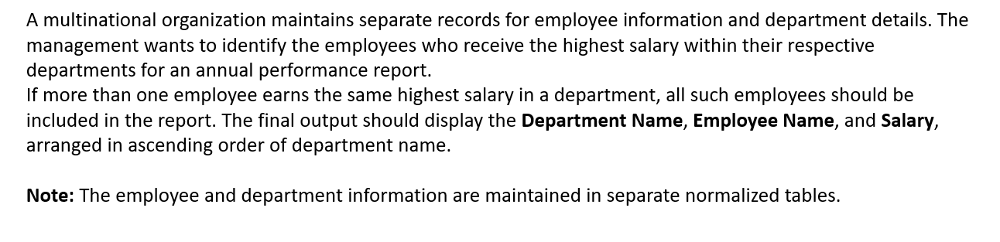 A multinational organization maintains separate records for employee information and department details. The
management wants to identify the employees who receive the highest salary within their respective
departments for an annual performance report.
If more than one employee earns the same highest salary in a department, all such employees should be
included in the report. The final output should display the Department Name, Employee Name, and Salary,
arranged in ascending order of department name.
Note: The employee and department information are maintained in separate normalized tables.